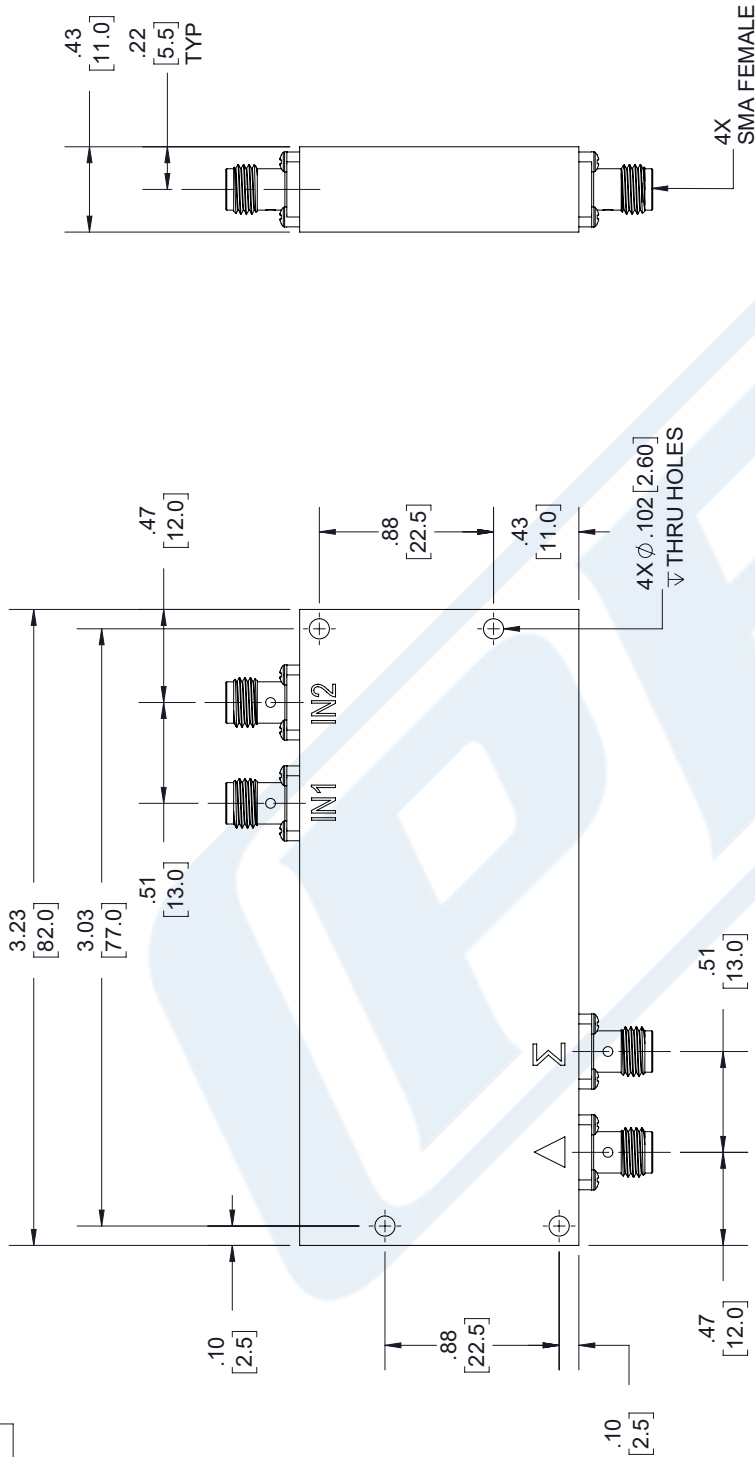 .43
[11.0]
.22
[5.5]
TYP
4X
SMA FEMALE
3.23
[82.0]
3.03
[77.0]
.51
[13.0]
.47
[12.0]
IN1
IN2
.88
[22.5]
.43
[11.0]
4X ⌀ .102 [2.60]
↧ THRU HOLES
.10
[2.5]
.88
[22.5]
.10
[2.5]
Δ
Σ
.47
[12.0]
.51
[13.0]